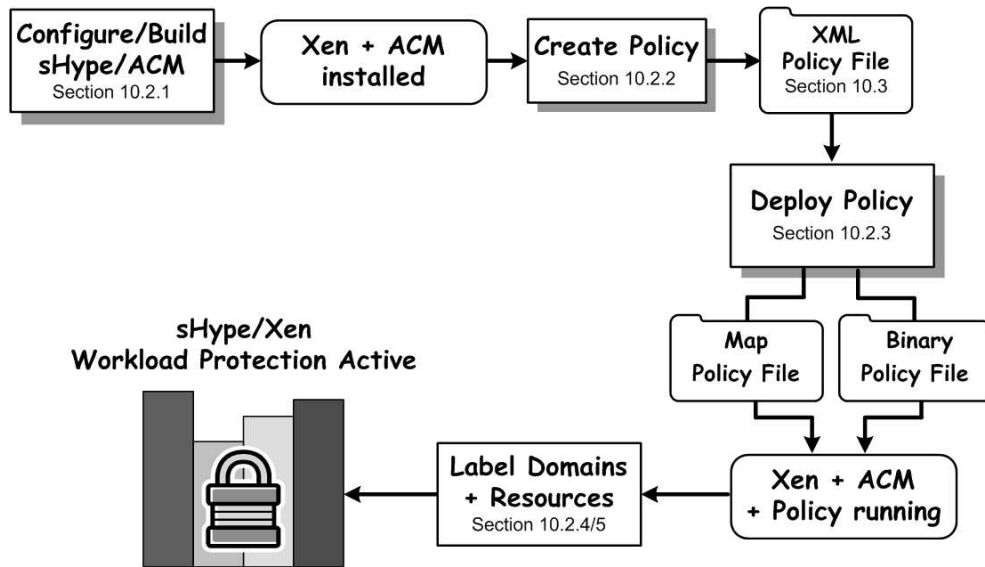 Configure/Build
sHype/ACM
Section 10.2.1
Xen + ACM
installed
Create Policy
Section 10.2.2
XML
Policy File
Section 10.3
Deploy Policy
Section 10.2.3
Map
Policy File
Binary
Policy File
Xen + ACM
+ Policy running
Label Domains
+ Resources
Section 10.2.4/5
sHype/Xen
Workload Protection Active